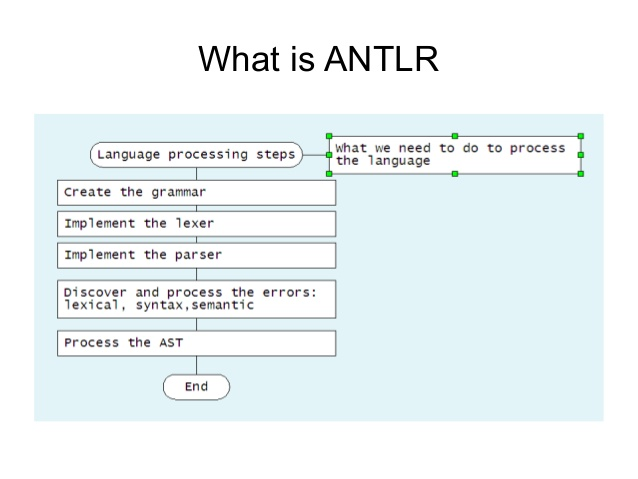 What is ANTLR
Language processing steps
What we need to do to process
the language
Create the grammar
Implement the lexer
Implement the parser
Discover and process the errors:
lexical, syntax,semantic
Process the AST
End